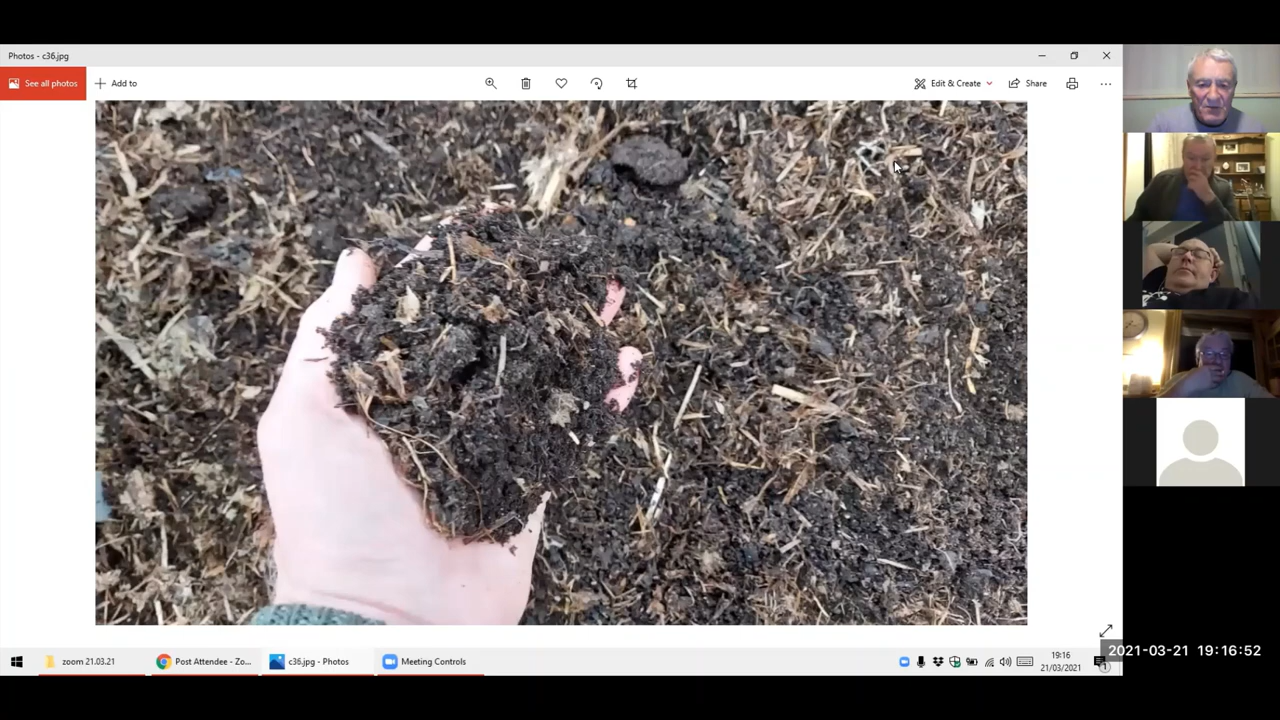 Photos - c36.jpg
See all photos
Add to
Edit & Create
Share
zoom 21.03.21
Post Attendee - Zo...
c36.jpg - Photos
Meeting Controls
19:16
21/03/2021
1
2021-03-21 19:16:52